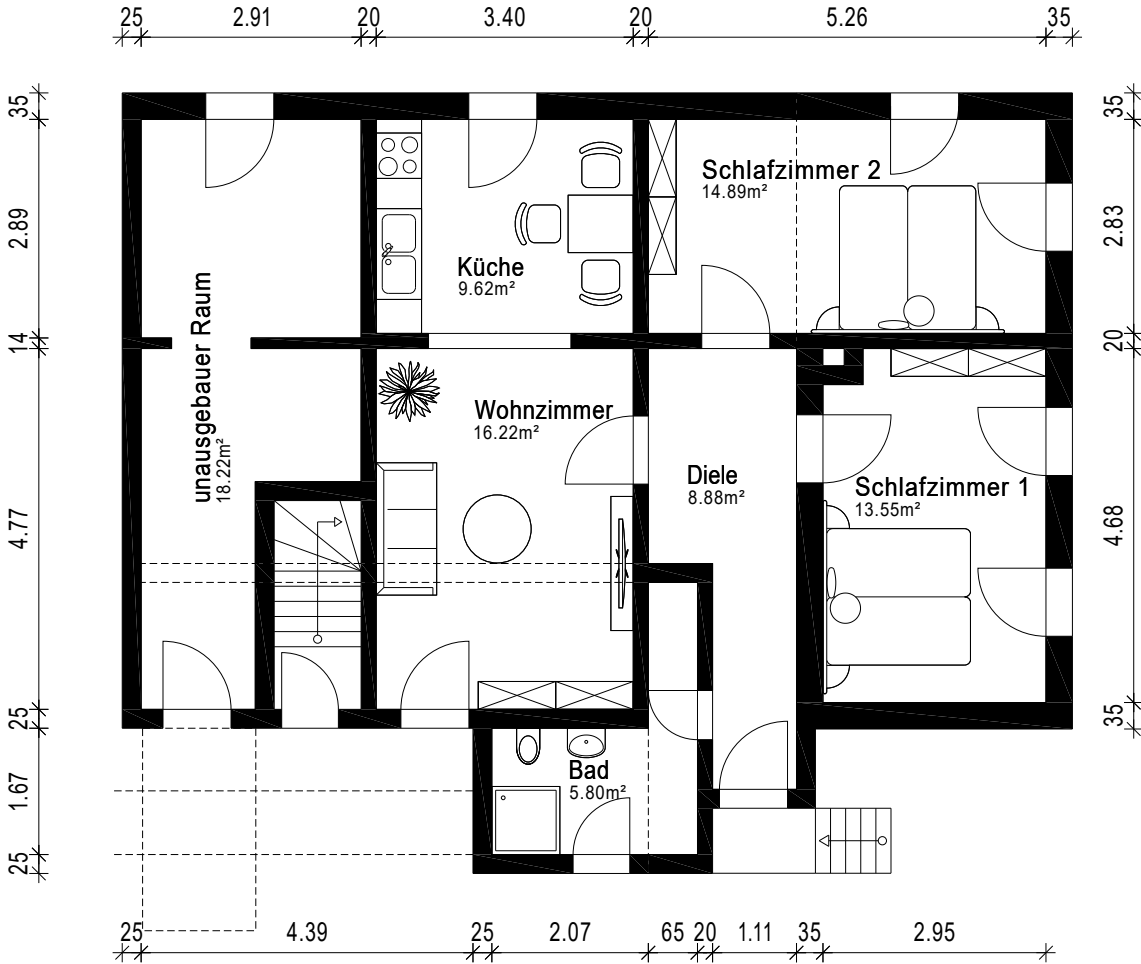 25 2.91 20 3.40 20 5.26 35
35
2.89
14
4.77
25
1.67
25
35
2.83
20
4.68
35
Schlafzimmer 2
14.89m²
Küche
9.62m²
unausgebauer Raum
18.22m²
Wohnzimmer
16.22m²
Diele
8.88m²
Schlafzimmer 1
13.55m²
Bad
5.80m²
25 4.39 25 2.07 65 20 1.11 35 2.95